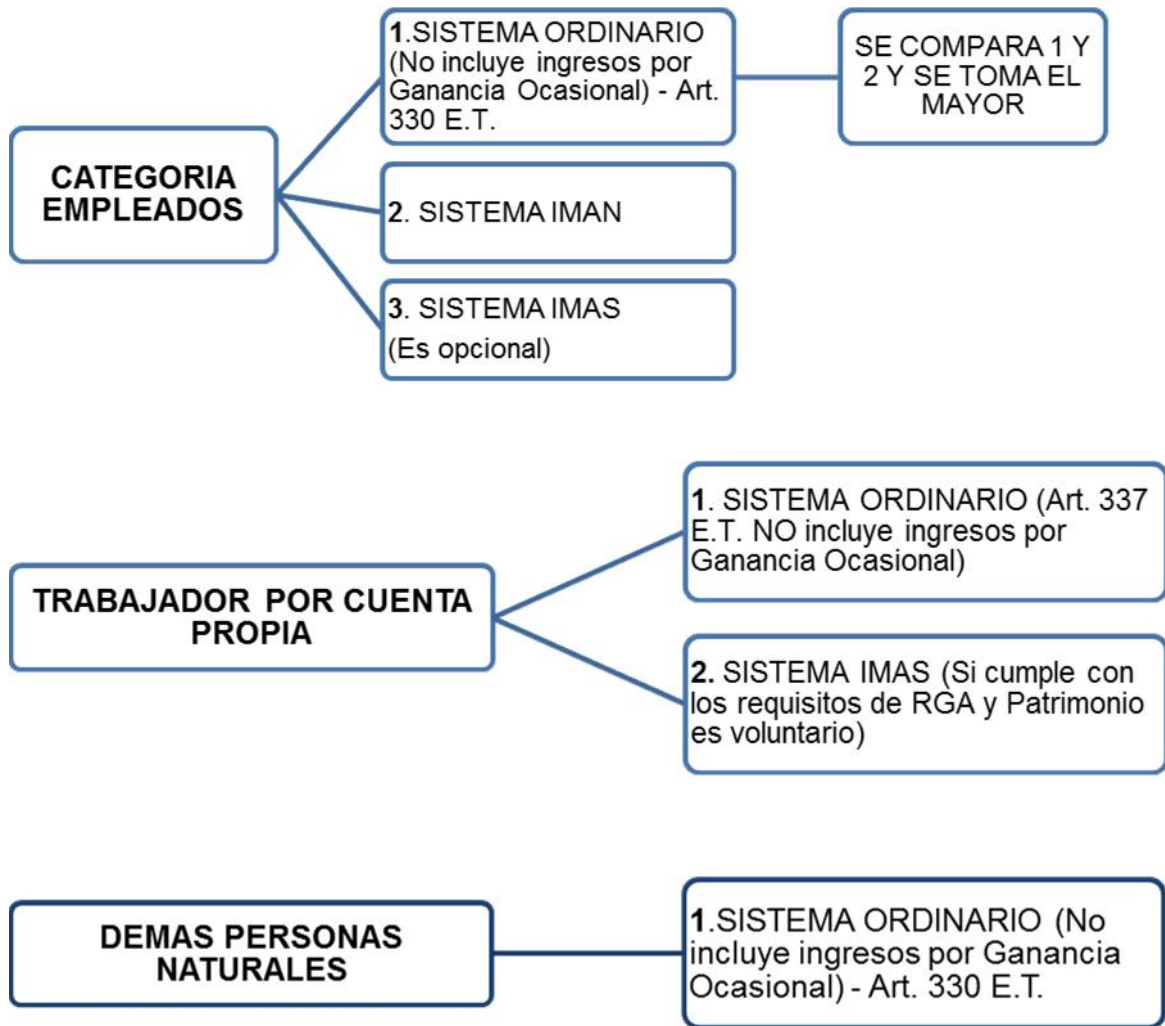 1.SISTEMA ORDINARIO
(No incluye ingresos por
Ganancia Ocasional) - Art.
330 E.T.
SE COMPARA 1 Y
2 Y SE TOMA EL
MAYOR
CATEGORIA
EMPLEADOS
2. SISTEMA IMAN
3. SISTEMA IMAS
(Es opcional)
TRABAJADOR POR CUENTA
PROPIA
1. SISTEMA ORDINARIO (Art. 337
E.T. NO incluye ingresos por
Ganancia Ocasional)
2. SISTEMA IMAS (Si cumple con
los requisitos de RGA y Patrimonio
es voluntario)
DEMAS PERSONAS
NATURALES
1.SISTEMA ORDINARIO (No
incluye ingresos por Ganancia
Ocasional) - Art. 330 E.T.